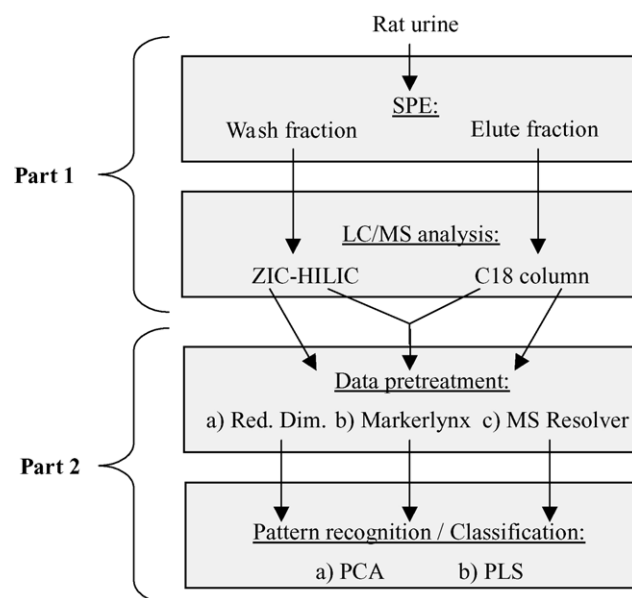 Rat urine
SPE:
Wash fraction Elute fraction
Part 1
LC/MS analysis:
ZIC-HILIC C18 column
Data pretreatment:
a) Red. Dim. b) Markerlynx c) MS Resolver
Part 2
Pattern recognition / Classification:
a) PCA b) PLS